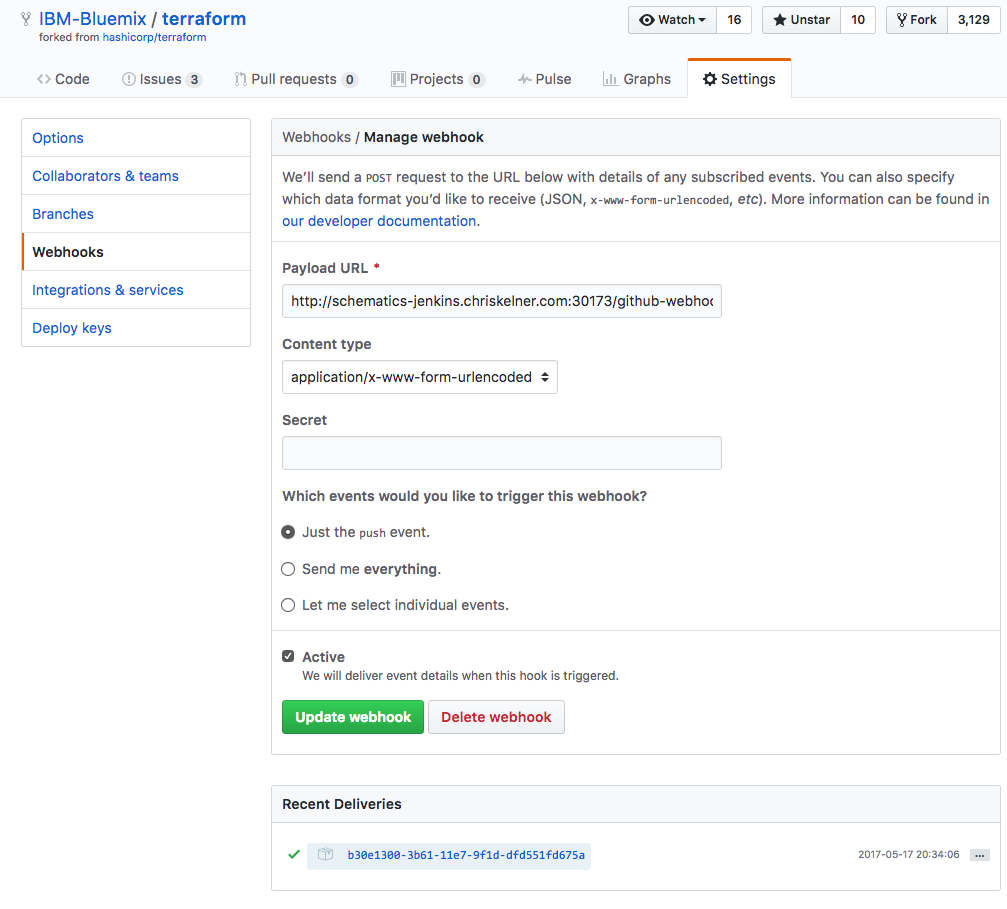 IBM-Bluemix / terraform
forked from hashicorp/terraform
Watch 16 Unstar 10 Fork 3,129
Code Issues 3 Pull requests 0 Projects 0 Pulse Graphs Settings
Options
Collaborators & teams
Branches
Webhooks
Integrations & services
Deploy keys
Webhooks / Manage webhook
We'll send a POST request to the URL below with details of any subscribed events. You can also specify
which data format you'd like to receive (JSON, x-www-form-urlencoded, etc). More information can be found in
our developer documentation.
Payload URL *
http://schematics-jenkins.chriskelner.com:30173/github-webhoo
Content type
application/x-www-form-urlencoded
Secret
Which events would you like to trigger this webhook?
Just the push event.
Send me everything.
Let me select individual events.
Active
We will deliver event details when this hook is triggered.
Update webhook Delete webhook
Recent Deliveries
b30e1300-3b61-11e7-9f1d-dfd551fd675a 2017-05-17 20:34:06 ...